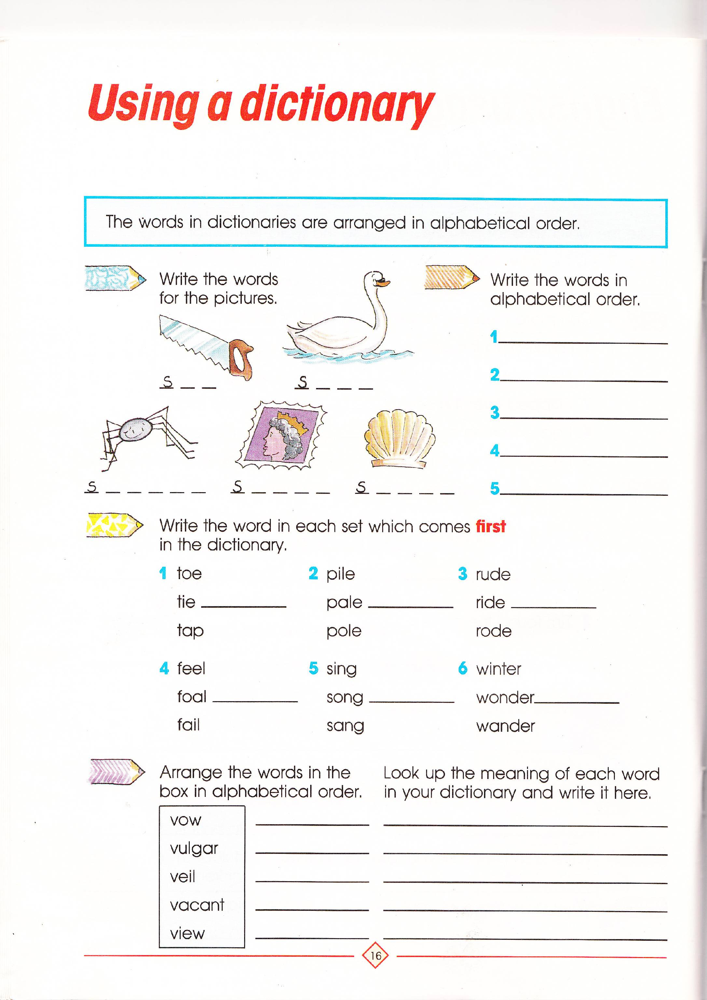 Using a dictionary
The words in dictionaries are arranged in alphabetical order.
Write the words
for the pictures.
s _ _
s _ _ _
s _ _ _ _ _
s _ _ _ _
s _ _ _ _
Write the words in
alphabetical order.
1
2
3
4
5
Write the word in each set which comes first
in the dictionary.
1 toe
tie
tap
2 pile
pale
pole
3 rude
ride
rode
4 feel
foal
fail
5 sing
song
sang
6 winter
wonder
wander
Arrange the words in the
box in alphabetical order.
Look up the meaning of each word
in your dictionary and write it here.
vow
vulgar
veil
vacant
view
16